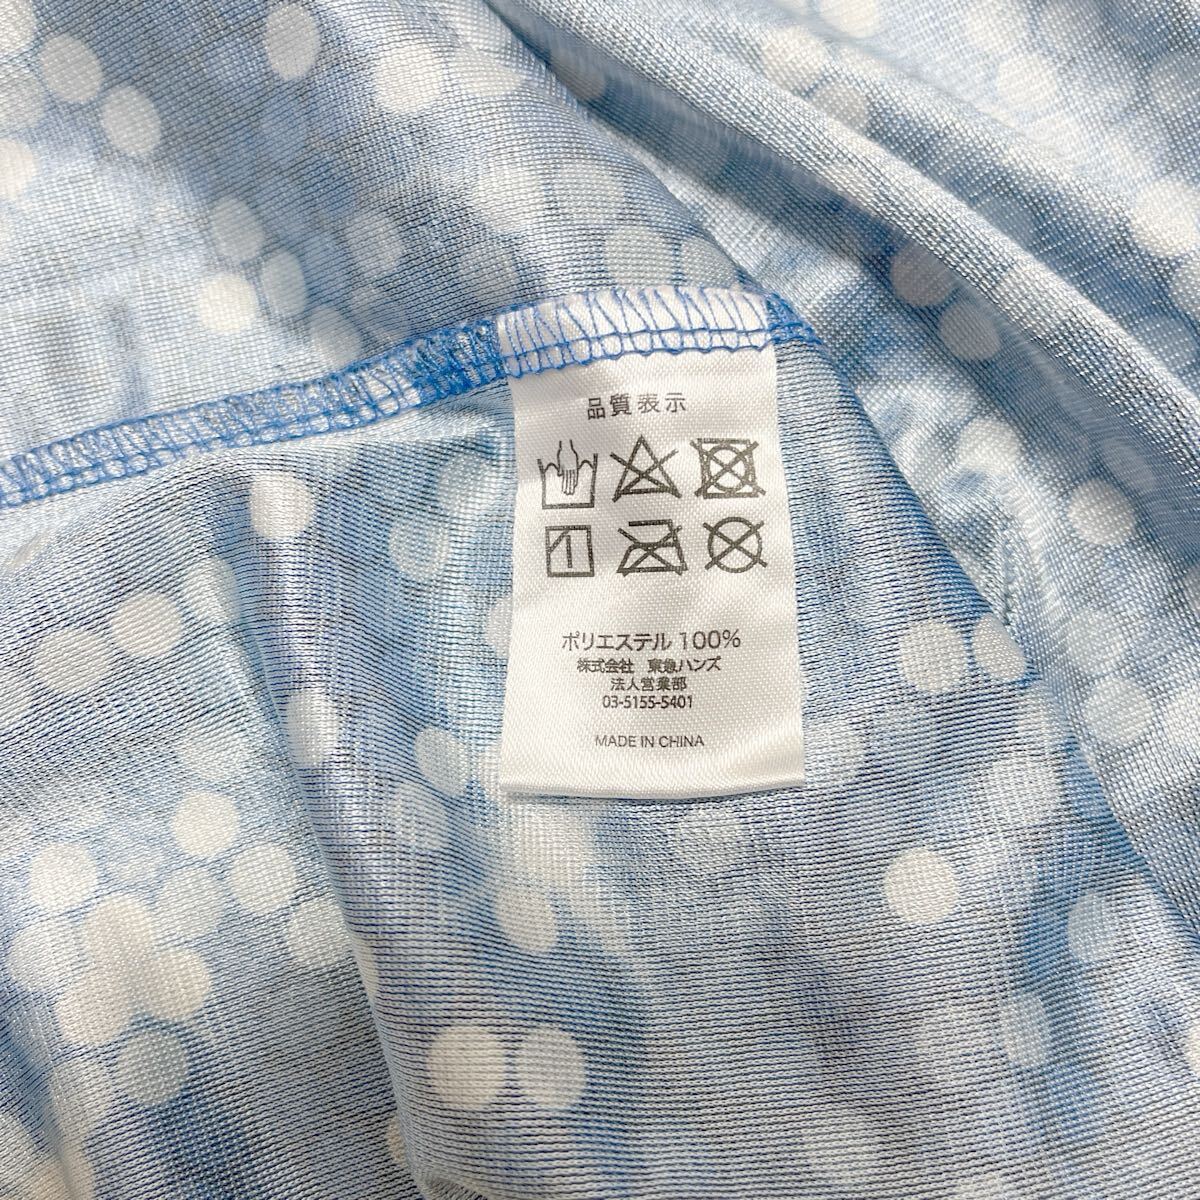 品質表示
ポリエステル 100%
株式会社 東急ハンズ
法人営業部
03-5155-5401
MADE IN CHINA